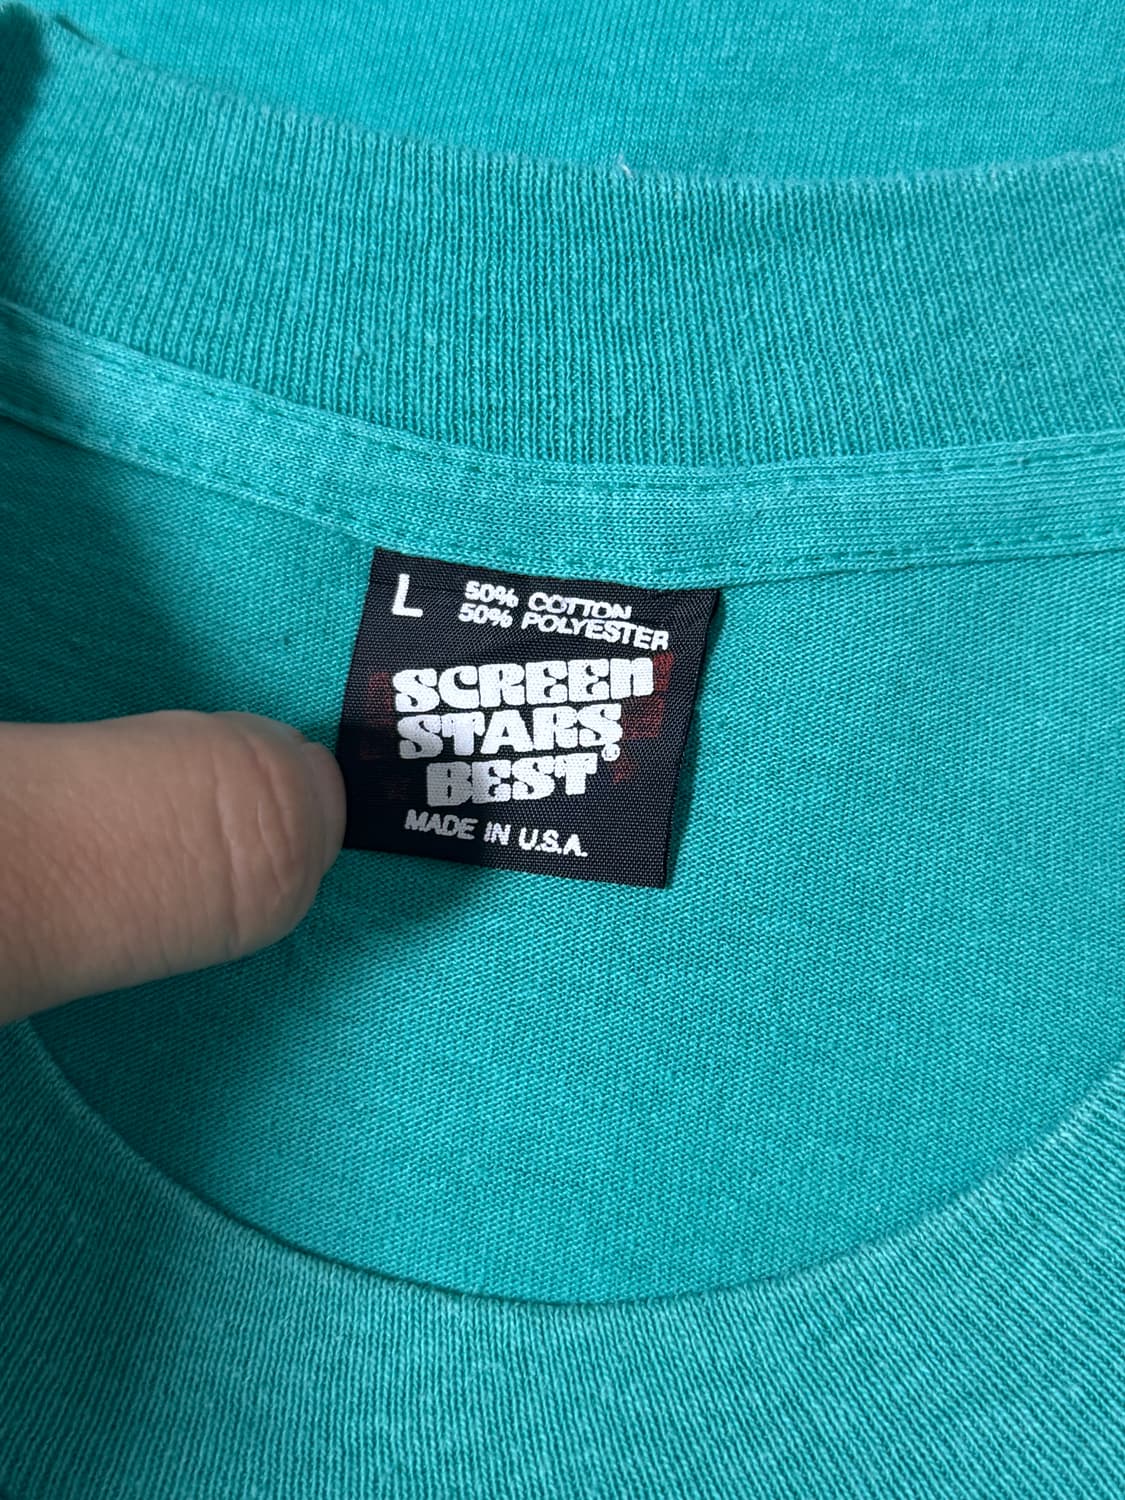 L
50% COTTON
50% POLYESTER
SCREEN
STARS
BEST®
MADE IN U.S.A.